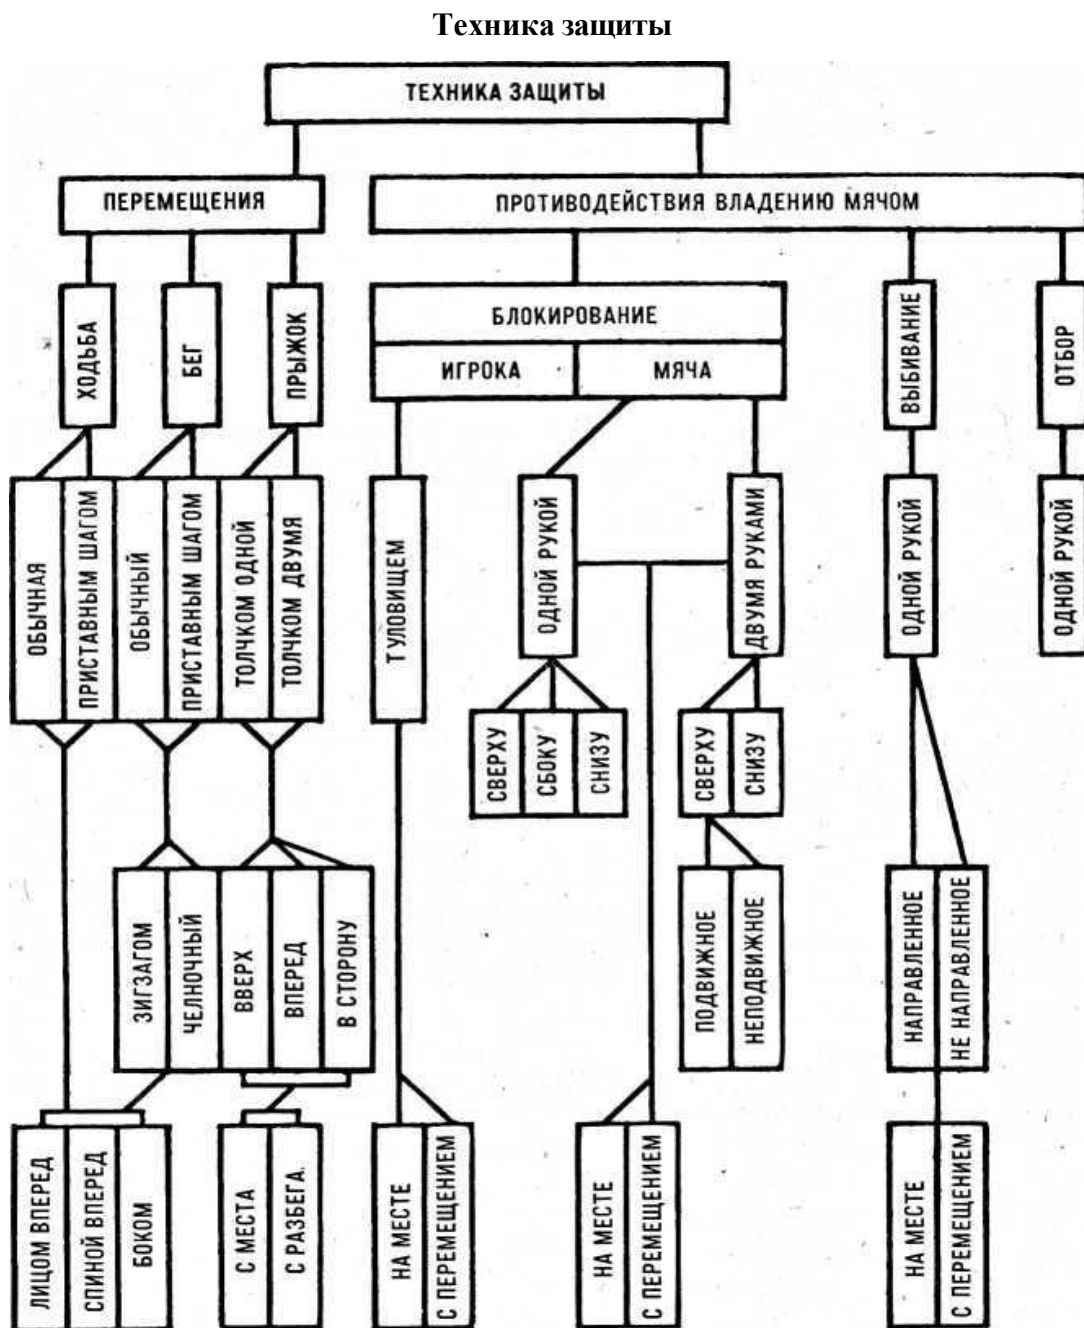 Техника защиты
ТЕХНИКА ЗАЩИТЫ
ПЕРЕМЕЩЕНИЯ
ПРОТИВОДЕЙСТВИЯ ВЛАДЕНИЮ МЯЧОМ
ХОДЬБА
БЕГ
ПРЫЖОК
БЛОКИРОВАНИЕ
ИГРОКА
МЯЧА
ВЫБИВАНИЕ
ОТБОР
ОБЫЧНАЯ
ПРИСТАВНЫМ ШАГОМ
ОБЫЧНЫЙ
ПРИСТАВНЫМ ШАГОМ
ТОЛЧКОМ ОДНОЙ
ТОЛЧКОМ ДВУМЯ
ТУЛОВИЩЕМ
ОДНОЙ РУКОЙ
ДВУМЯ РУКАМИ
ОДНОЙ РУКОЙ
ОДНОЙ РУКОЙ
СВЕРХУ
СБОКУ
СНИЗУ
СВЕРХУ
СНИЗУ
ЗИГЗАГОМ
ЧЕЛНОЧНЫЙ
ВВЕРХ
ВПЕРЕД
В СТОРОНУ
ПОДВИЖНОЕ
НЕПОДВИЖНОЕ
НАПРАВЛЕННОЕ
НЕ НАПРАВЛЕННОЕ
ЛИЦОМ ВПЕРЕД
СПИНОЙ ВПЕРЕД
БОКОМ
С МЕСТА
С РАЗБЕГА.
НА МЕСТЕ
С ПЕРЕМЕЩЕНИЕМ
НА МЕСТЕ
С ПЕРЕМЕЩЕНИЕМ
НА МЕСТЕ
С ПЕРЕМЕЩЕНИЕМ